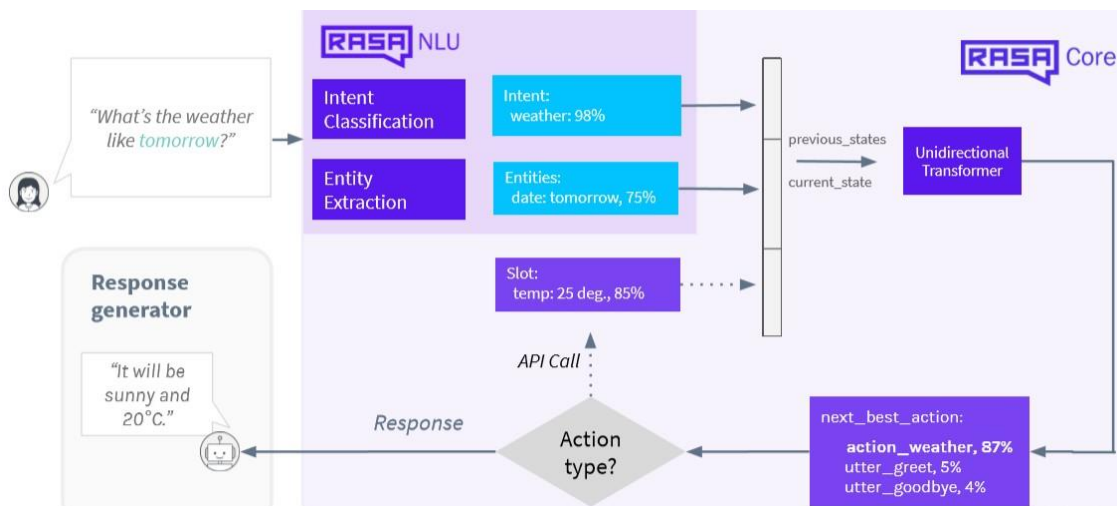 RASA NLU
RASA Core
“What’s the weather
like tomorrow?”
Intent
Classification
Intent:
weather: 98%
Entity
Extraction
Entities:
date: tomorrow, 75%
previous_states
current_state
Unidirectional
Transformer
Slot:
temp: 25 deg., 85%
API Call
Response
generator
“It will be
sunny and
20°C.”
Response
Action
type?
next_best_action:
action_weather, 87%
utter_greet, 5%
utter_goodbye, 4%